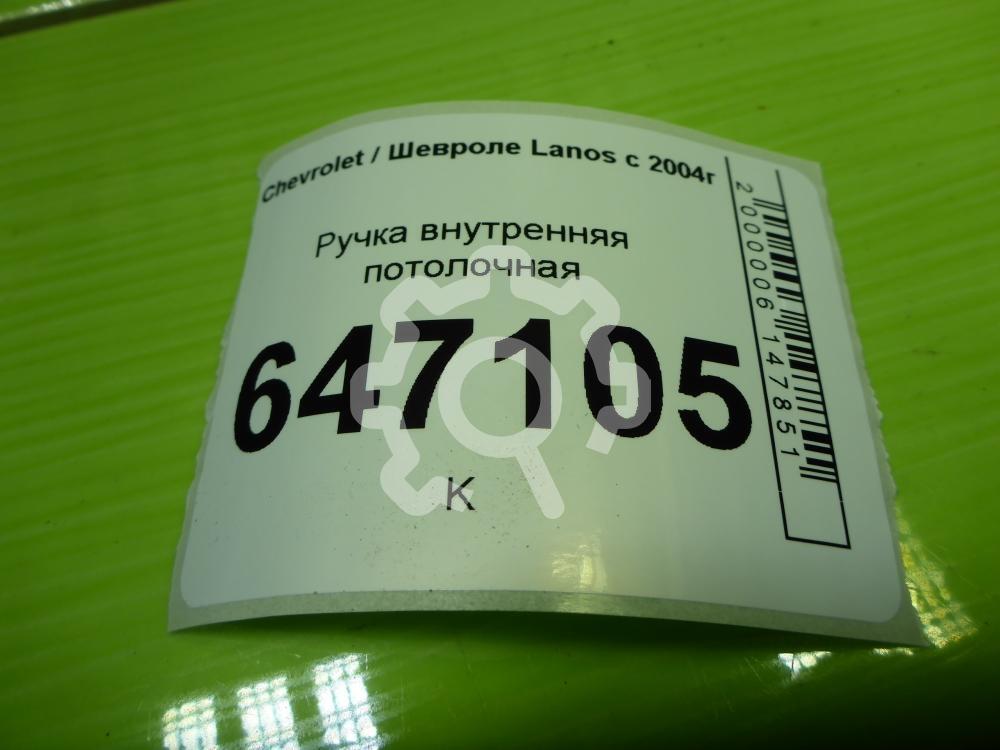 Chevrolet / Шевроле Lanos с 2004г
Ручка внутренняя
потолочная
647105
К
2000006147851